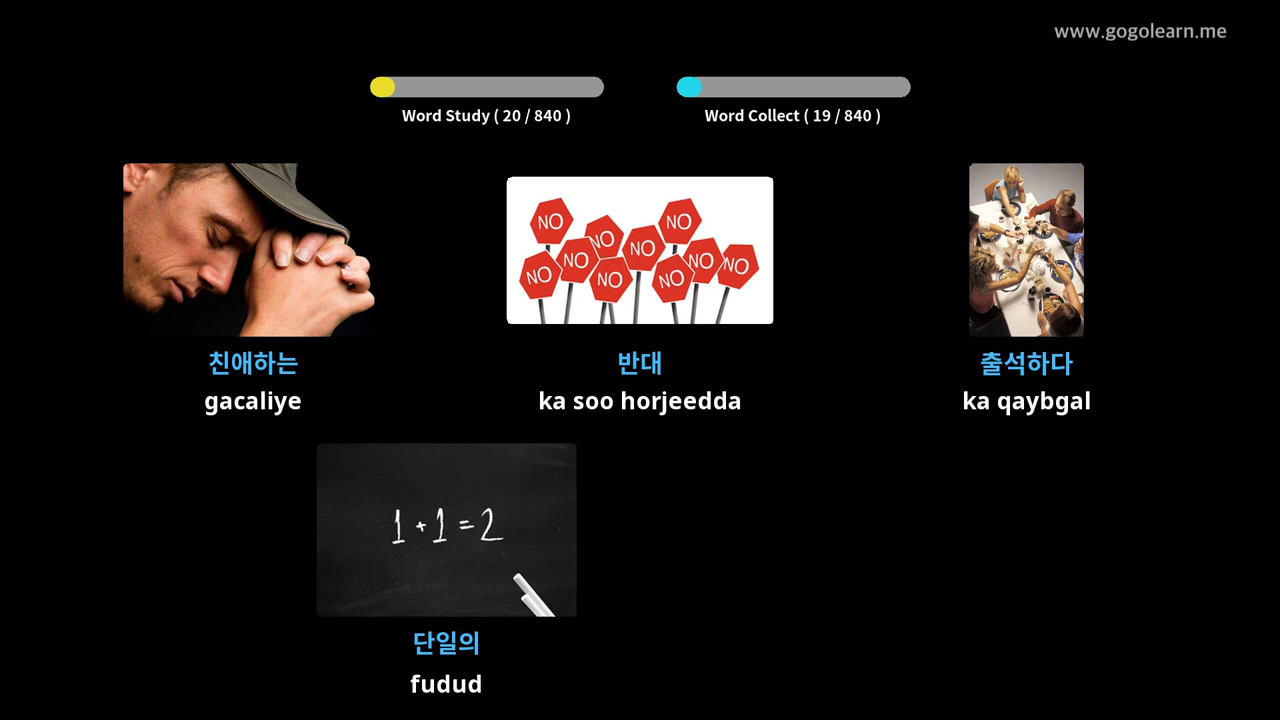 www.gogolearn.me
Word Study ( 20 / 840 )
Word Collect ( 19 / 840 )
NO
NO
NO
NO
NO
NO
NO
NO
NO
NO
친애하는
반대
출석하다
gacaliye
ka soo horjeedda
ka qaybgal
1 + 1 = 2
단일의
fudud